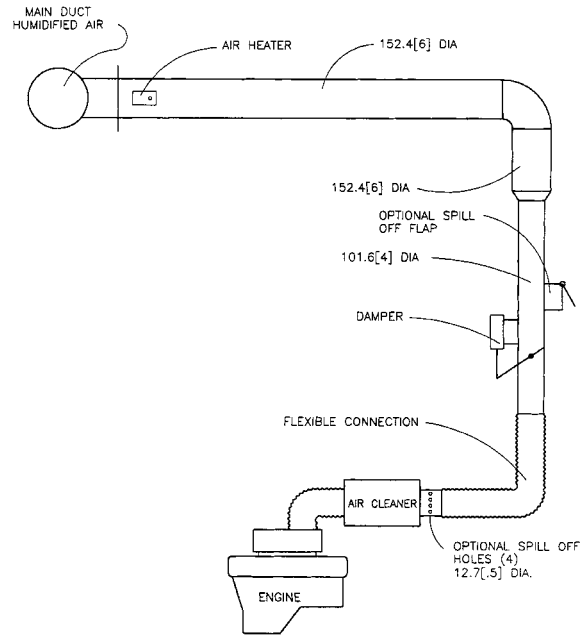 MAIN DUCT
HUMIDIFIED AIR
AIR HEATER
152.4[6] DIA
152.4[6] DIA
OPTIONAL SPILL
OFF FLAP
101.6[4] DIA
DAMPER
FLEXIBLE CONNECTION
AIR CLEANER
OPTIONAL SPILL OFF
HOLES (4)
12.7[.5] DIA.
ENGINE